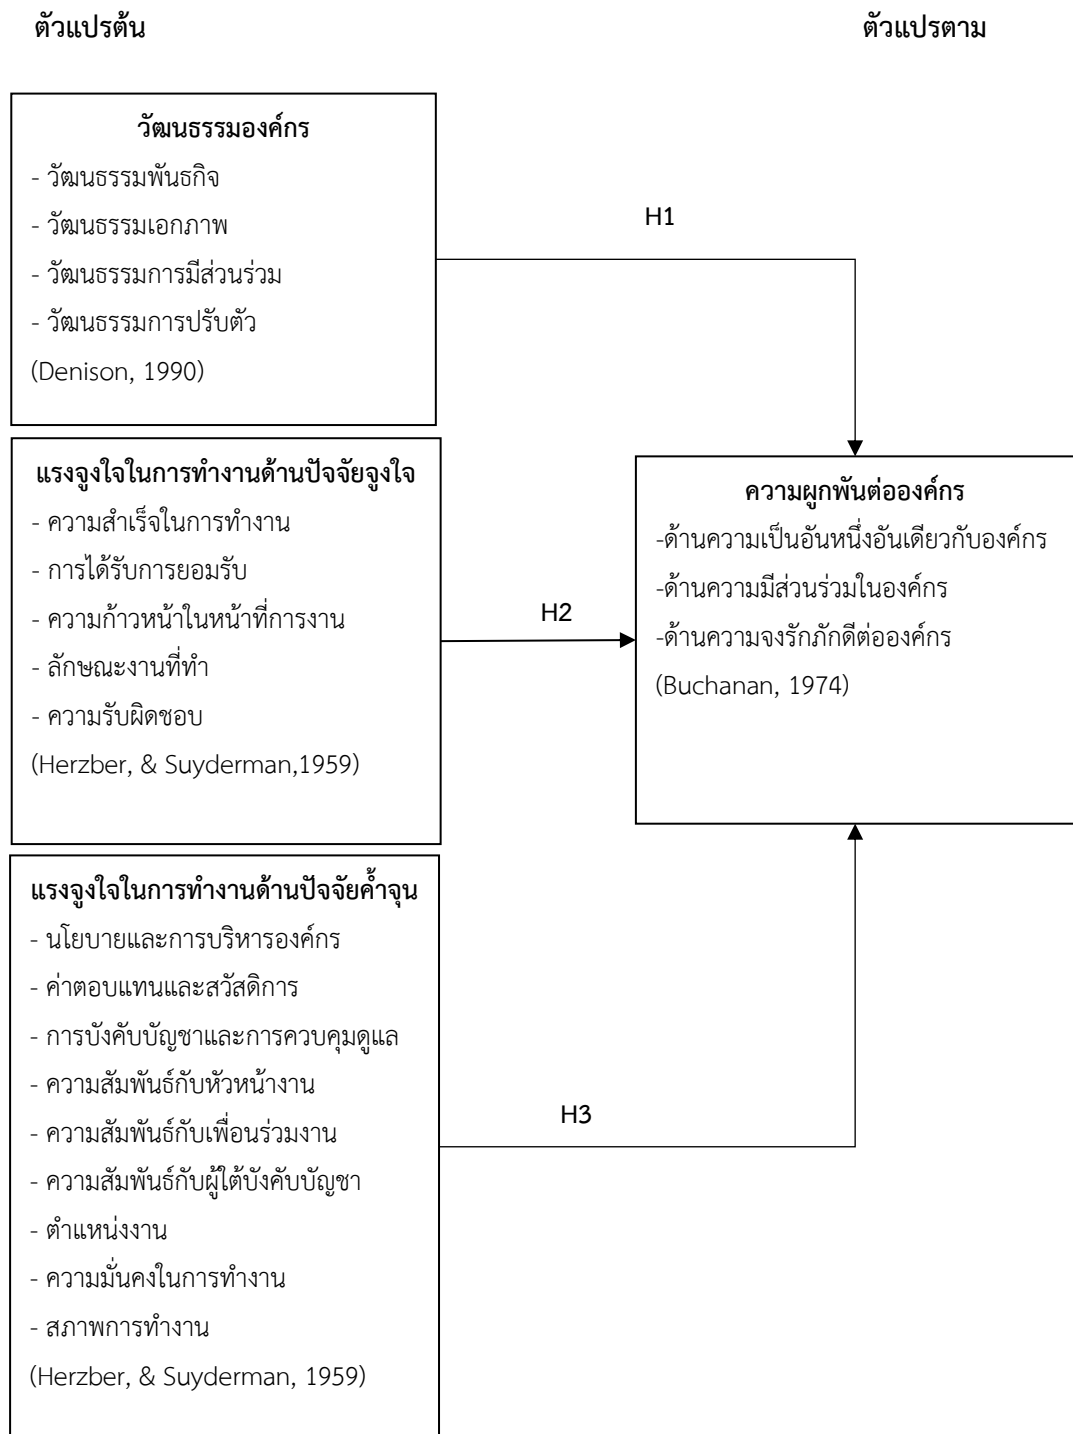 ตัวแปรต้น
ตัวแปรตาม
วัฒนธรรมองค์กร
- วัฒนธรรมพันธกิจ
- วัฒนธรรมเอกภาพ
- วัฒนธรรมการมีส่วนร่วม
- วัฒนธรรมการปรับตัว
(Denison, 1990)
H1
แรงจูงใจในการทำงานด้านปัจจัยจูงใจ
- ความสำเร็จในการทำงาน
- การได้รับการยอมรับ
- ความก้าวหน้าในหน้าที่การงาน
- ลักษณะงานที่ทำ
- ความรับผิดชอบ
(Herzber, & Suyderman,1959)
H2
ความผูกพันต่อองค์กร
-ด้านความเป็นอันหนึ่งอันเดียวกับองค์กร
-ด้านความมีส่วนร่วมในองค์กร
-ด้านความจงรักภักดีต่อองค์กร
(Buchanan, 1974)
แรงจูงใจในการทำงานด้านปัจจัยค้ำจุน
- นโยบายและการบริหารองค์กร
- ค่าตอบแทนและสวัสดิการ
- การบังคับบัญชาและการควบคุมดูแล
- ความสัมพันธ์กับหัวหน้างาน
- ความสัมพันธ์กับเพื่อนร่วมงาน
- ความสัมพันธ์กับผู้ใต้บังคับบัญชา
- ตำแหน่งงาน
- ความมั่นคงในการทำงาน
- สภาพการทำงาน
(Herzber, & Suyderman, 1959)
H3